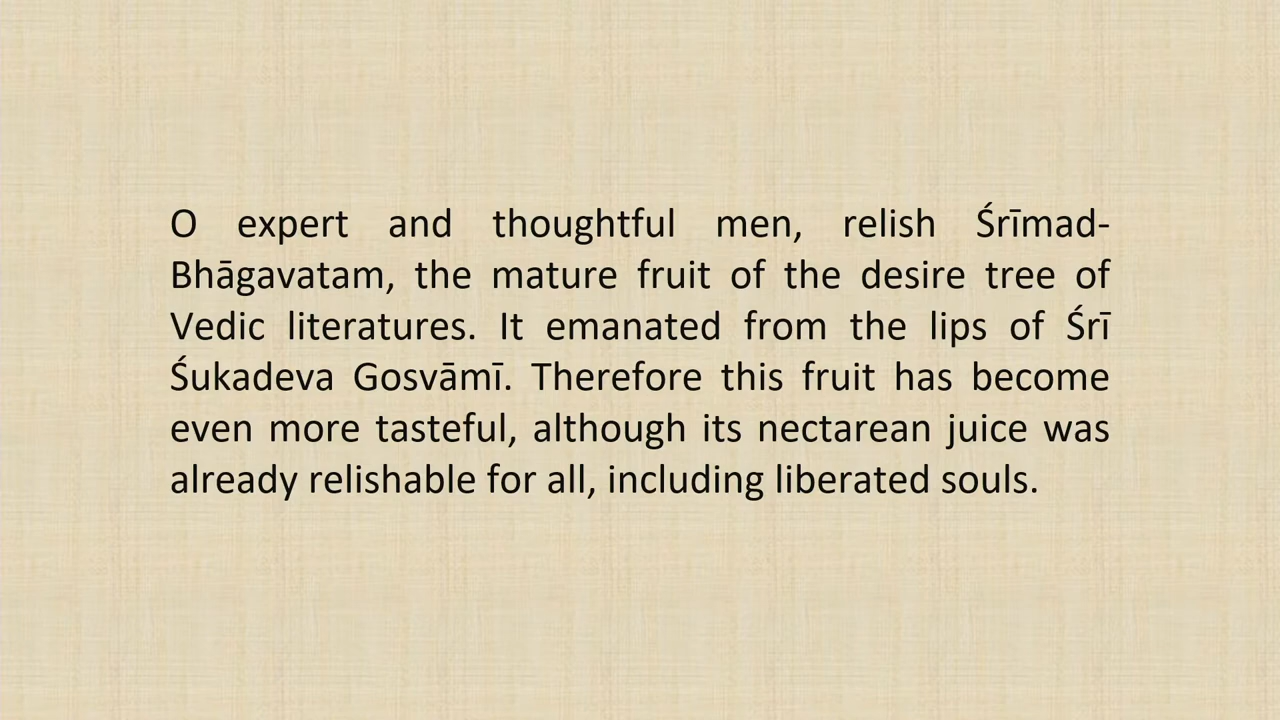 O expert and thoughtful men, relish Śrīmad-
Bhāgavatam, the mature fruit of the desire tree of
Vedic literatures. It emanated from the lips of Śrī
Śukadeva Gosvāmī. Therefore this fruit has become
even more tasteful, although its nectarean juice was
already relishable for all, including liberated souls.